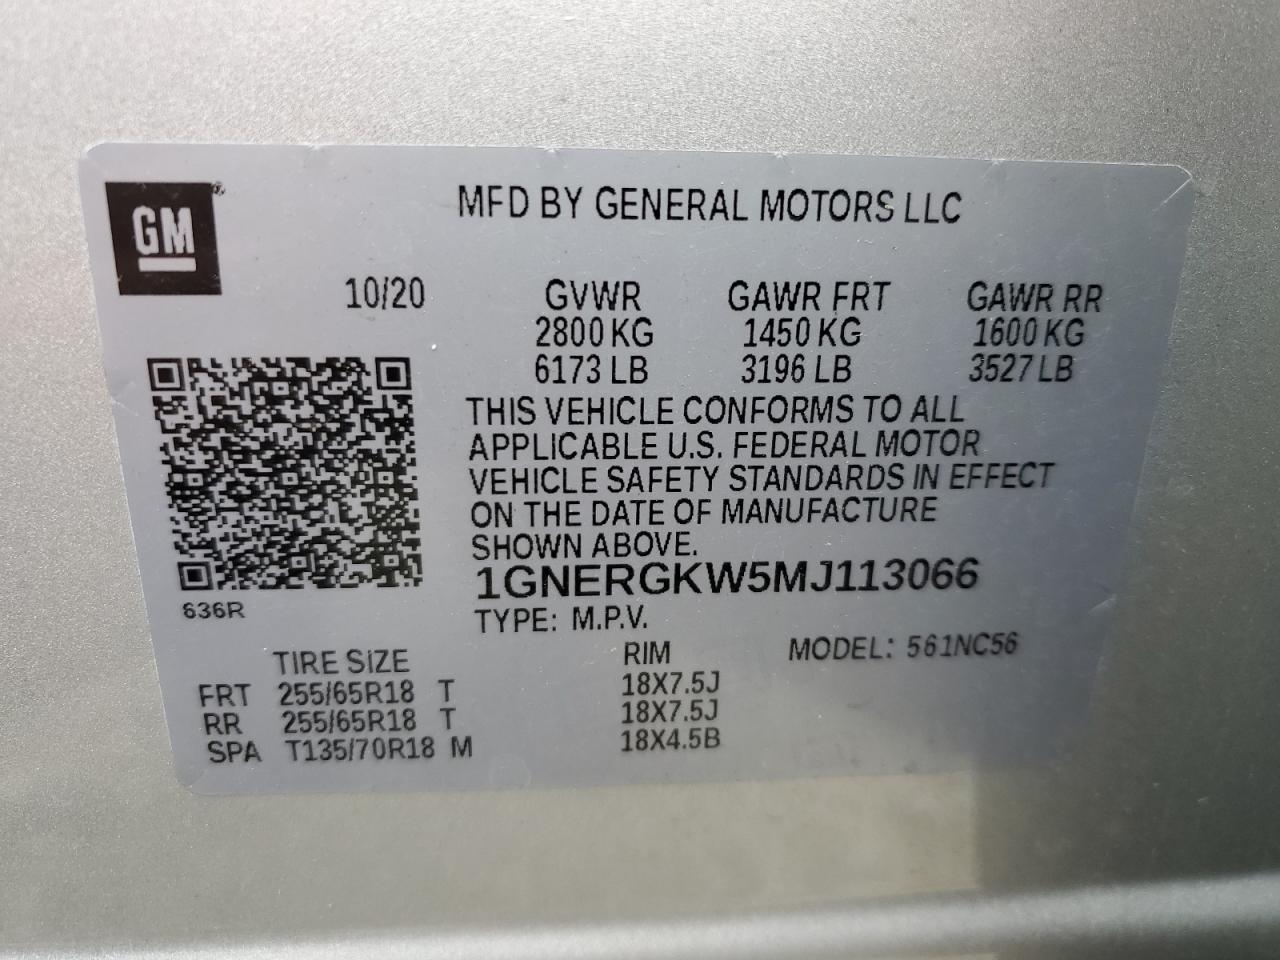 GM®
MFD BY GENERAL MOTORS LLC
10/20 GVWR GAWR FRT GAWR RR
2800 KG 1450 KG 1600 KG
6173 LB 3196 LB 3527 LB
THIS VEHICLE CONFORMS TO ALL
APPLICABLE U.S. FEDERAL MOTOR
VEHICLE SAFETY STANDARDS IN EFFECT
ON THE DATE OF MANUFACTURE
SHOWN ABOVE.
1GNERGKW5MJ113066
636R
TYPE: M.P.V.
TIRE SIZE RIM MODEL: 561NC56
FRT 255/65R18 T 18X7.5J
RR 255/65R18 T 18X7.5J
SPA T135/70R18 M 18X4.5B